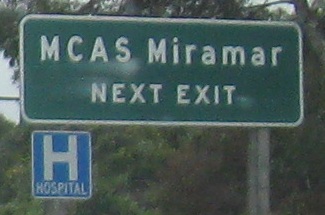 MCAS Miramar
NEXT EXIT
H
HOSPITAL